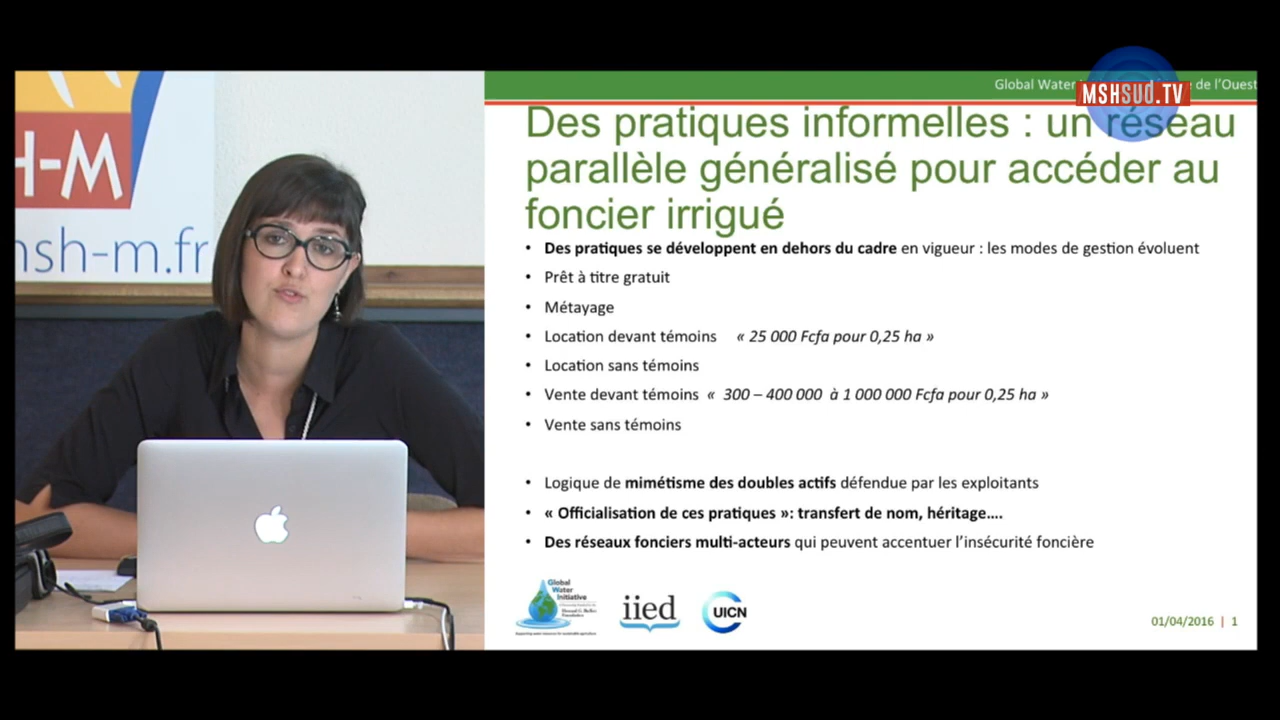 H-M
msh-m.fr
Global Water
de l'Ouest
MSHSUD.TV
Des pratiques informelles : un réseau
parallèle généralisé pour accéder au
foncier irrigué
• Des pratiques se développent en dehors du cadre en vigueur : les modes de gestion évoluent
• Prêt à titre gratuit
• Métayage
• Location devant témoins « 25 000 Fcfa pour 0,25 ha »
• Location sans témoins
• Vente devant témoins « 300 – 400 000 à 1 000 000 Fcfa pour 0,25 ha »
• Vente sans témoins
• Logique de mimétisme des doubles actifs défendue par les exploitants
• « Officialisation de ces pratiques »: transfert de nom, héritage....
• Des réseaux fonciers multi-acteurs qui peuvent accentuer l'insécurité foncière
Global
Water
Initiative
iied
UICN
01/04/2016 | 1